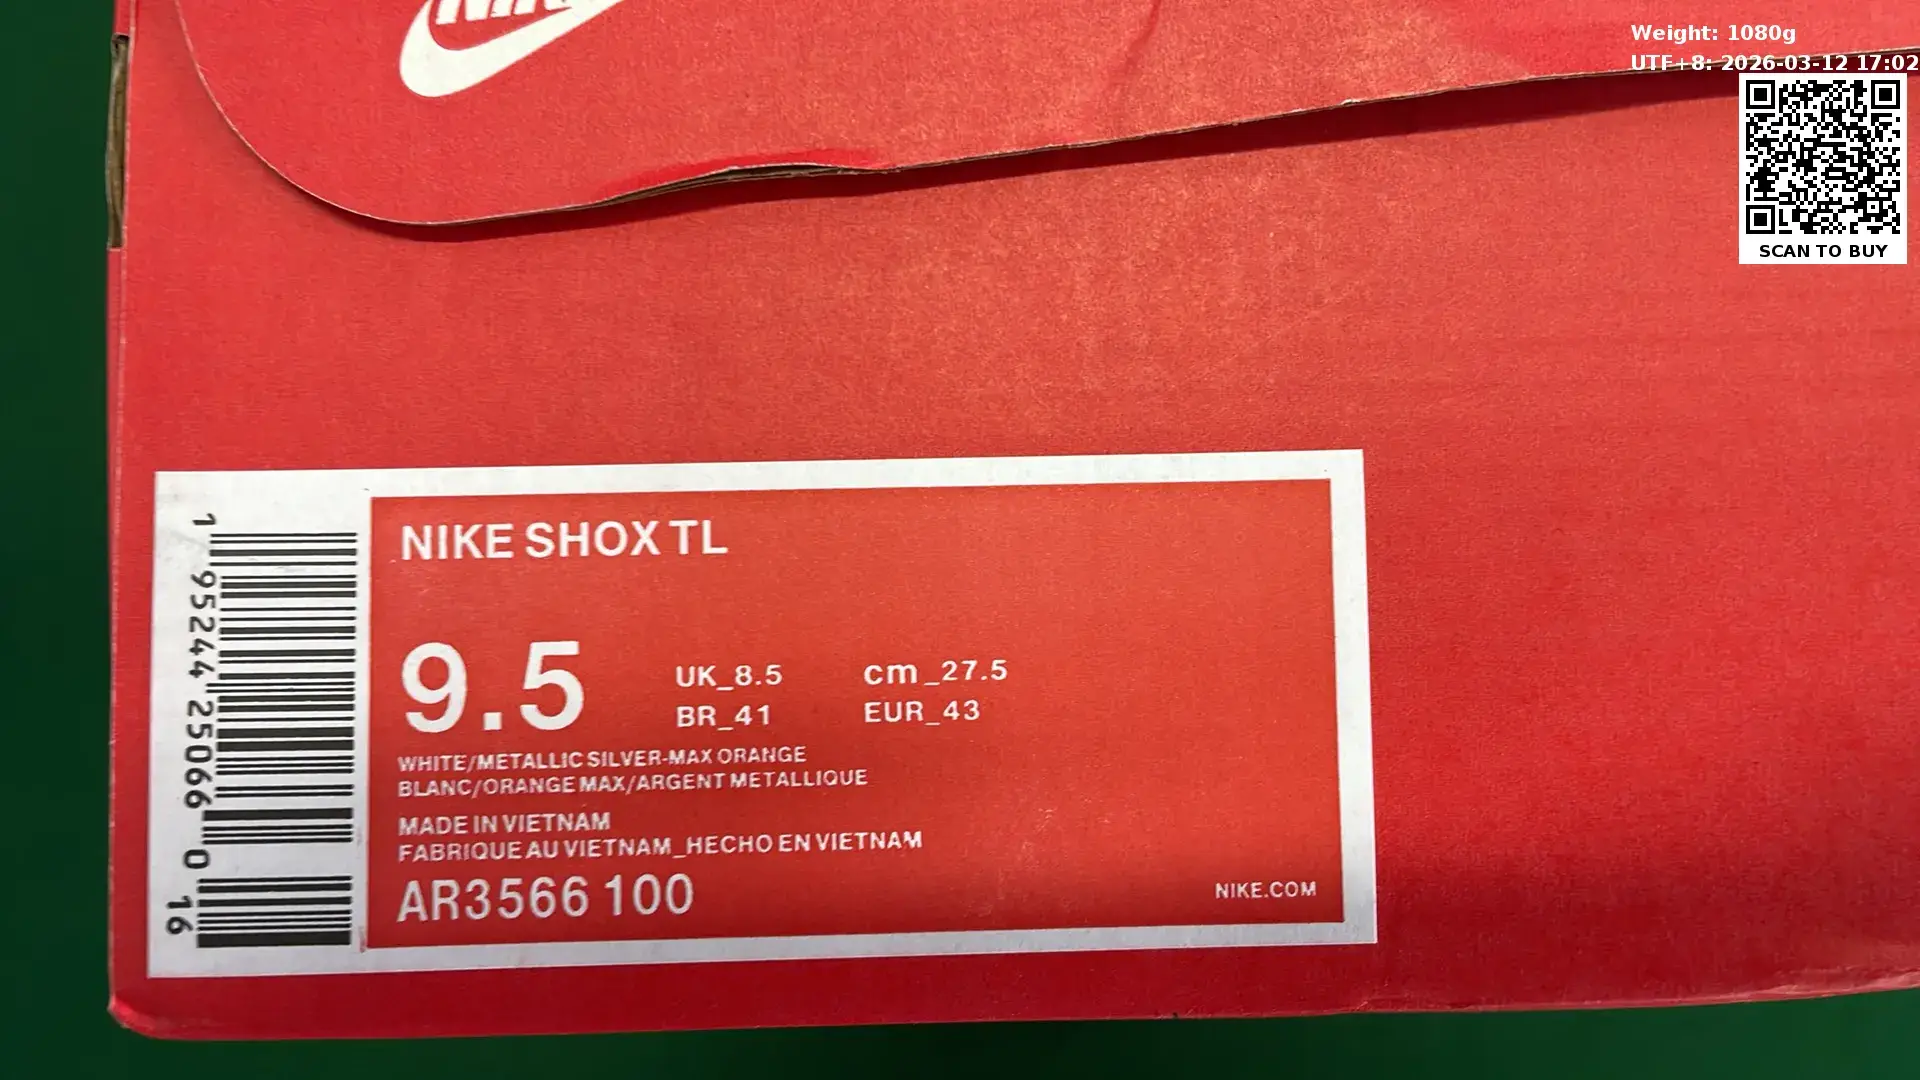 NIKE
Weight: 1080g
UTF+8: 2026-03-12 17:02
SCAN TO BUY
NIKE SHOX TL
9.5
UK_8.5 cm_27.5
BR_41 EUR_43
WHITE/METALLIC SILVER-MAX ORANGE
BLANC/ORANGE MAX/ARGENT METALLIQUE
MADE IN VIETNAM
FABRIQUE AU VIETNAM_HECHO EN VIETNAM
AR3566 100
NIKE.COM
1 95244 25066 0 16